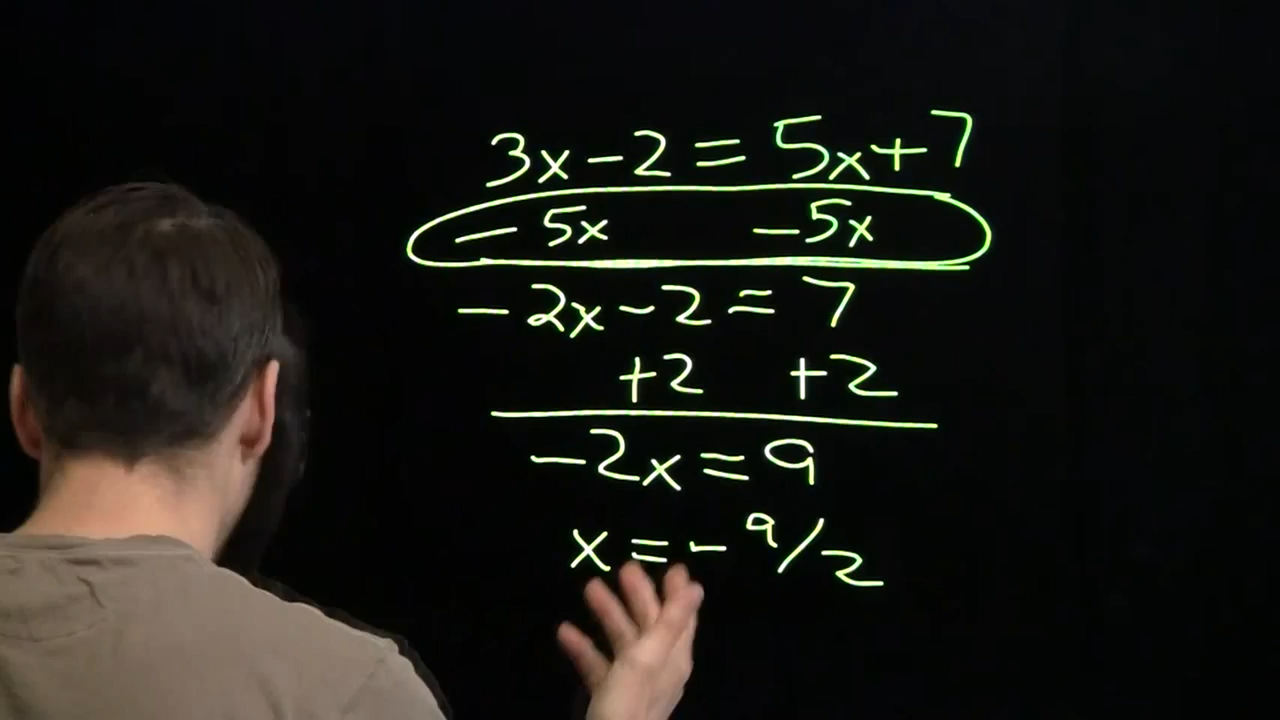 3x-2=5x+7
-5x -5x
-2x-2=7
+2 +2
-2x=9
x=-9/2